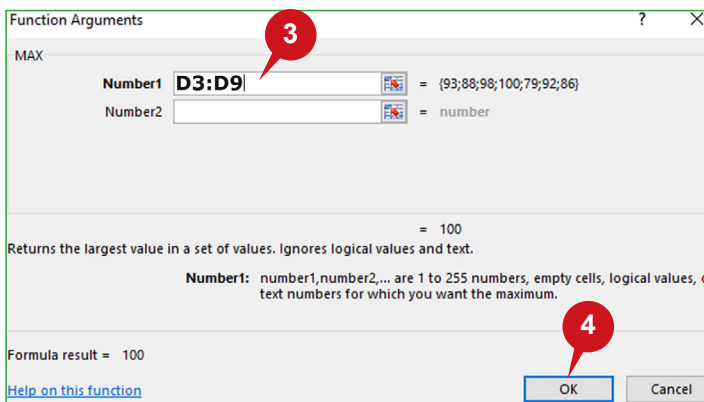 Function Arguments ? X
3
MAX
Number1 D3:D9 = {93;88;98;100;79;92;86}
Number2 = number
= 100
Returns the largest value in a set of values. Ignores logical values and text.
Number1: number1,number2,... are 1 to 255 numbers, empty cells, logical values,
text numbers for which you want the maximum.
4
Formula result = 100
Help on this function OK Cancel